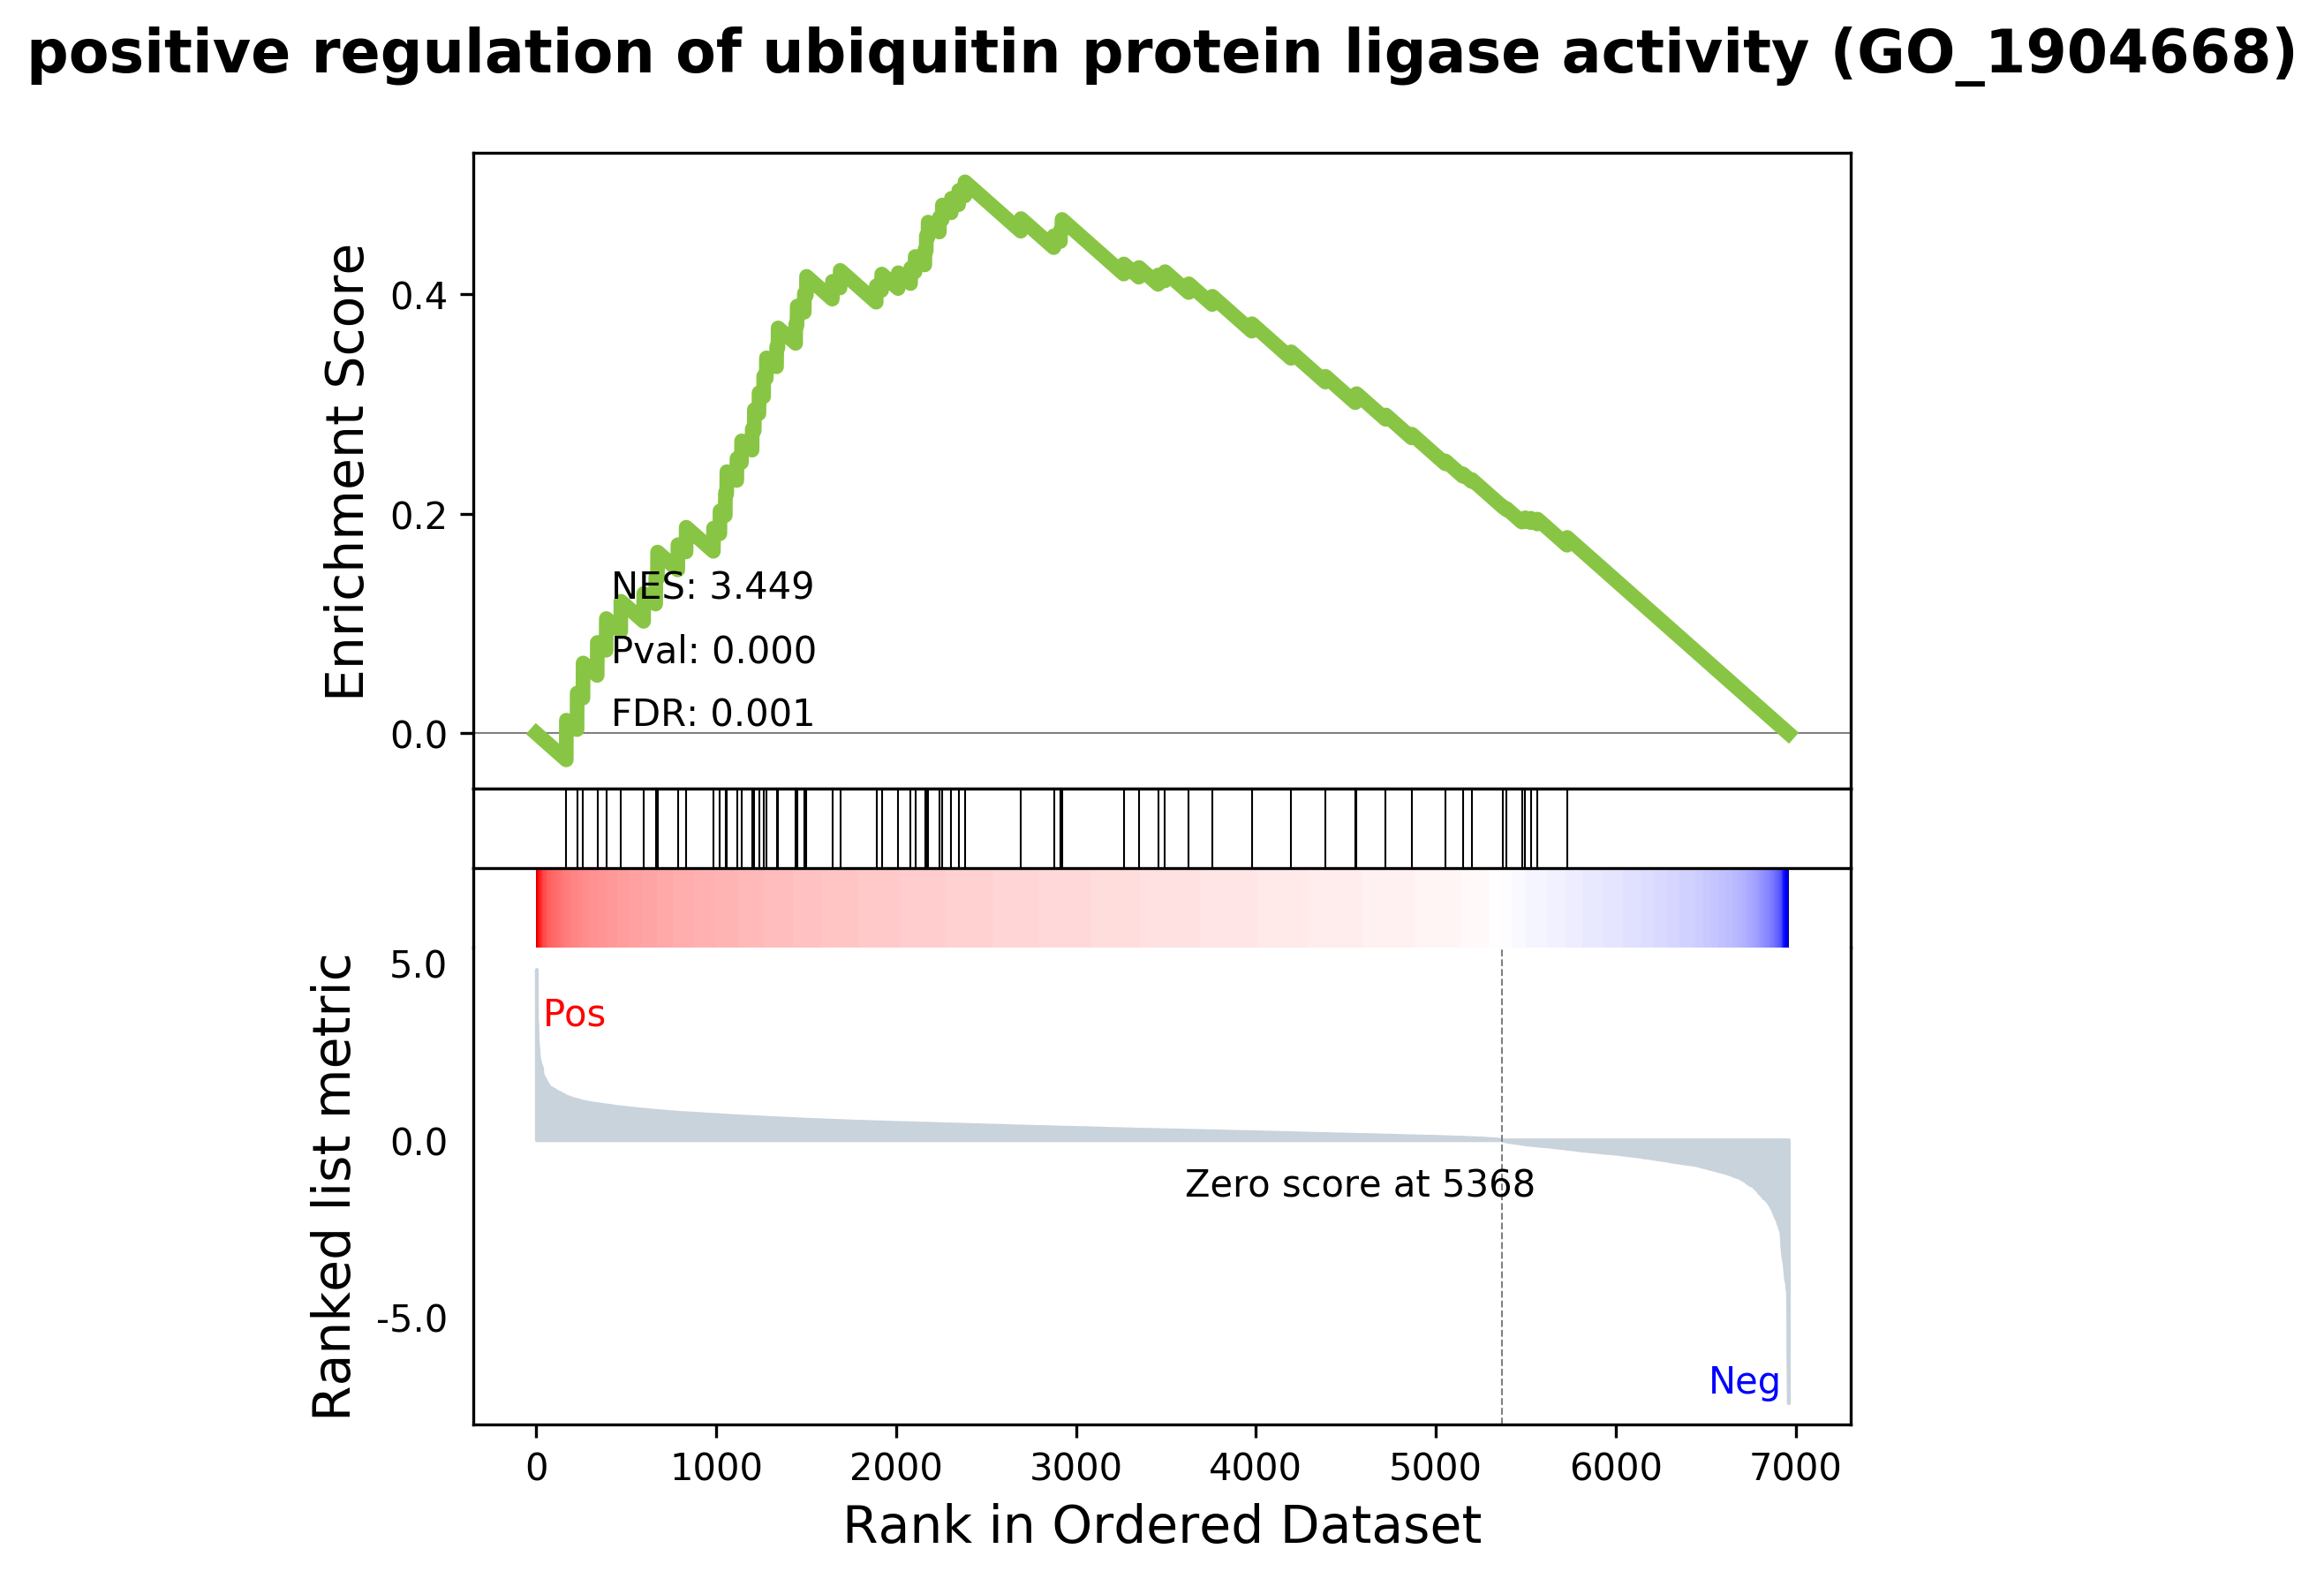 positive regulation of ubiquitin protein ligase activity (GO_1904668)
Enrichment Score
0.4
0.2
0.0
NES: 3.449
Pval: 0.000
FDR: 0.001
Ranked list metric
5.0
0.0
-5.0
Pos
Zero score at 5368
Neg
0 1000 2000 3000 4000 5000 6000 7000
Rank in Ordered Dataset